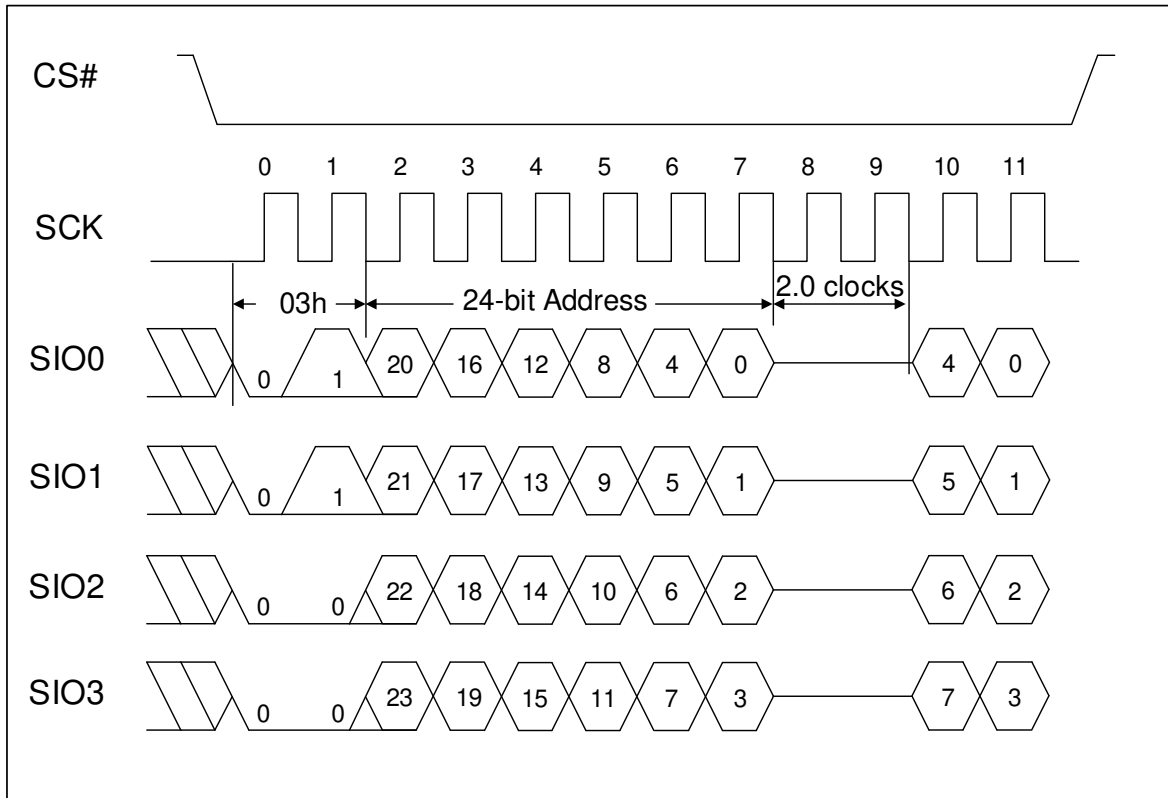 CS#
0 1 2 3 4 5 6 7 8 9 10 11
SCK
03h 24-bit Address 2.0 clocks
SIO0 0 1 20 16 12 8 4 0 4 0
SIO1 0 1 21 17 13 9 5 1 5 1
SIO2 0 0 22 18 14 10 6 2 6 2
SIO3 0 0 23 19 15 11 7 3 7 3